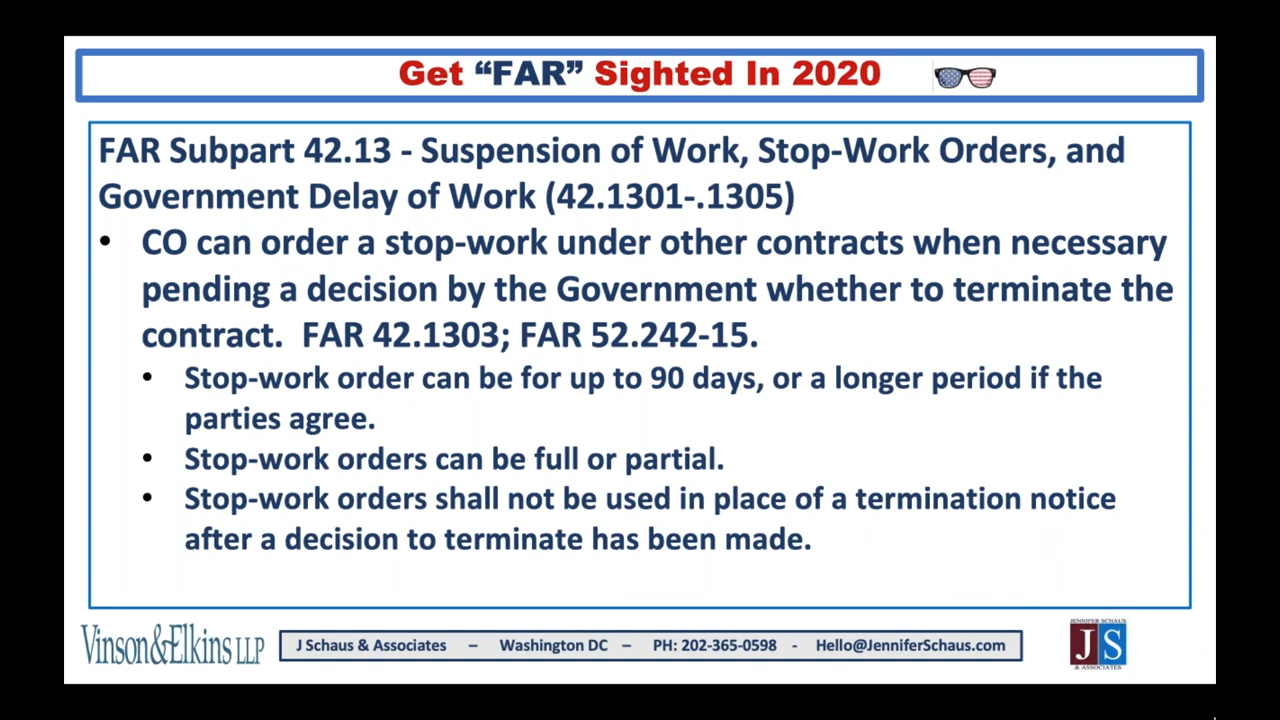 Get “FAR” Sighted In 2020
FAR Subpart 42.13 - Suspension of Work, Stop-Work Orders, and
Government Delay of Work (42.1301-.1305)
• CO can order a stop-work under other contracts when necessary
pending a decision by the Government whether to terminate the
contract. FAR 42.1303; FAR 52.242-15.
• Stop-work order can be for up to 90 days, or a longer period if the
parties agree.
• Stop-work orders can be full or partial.
• Stop-work orders shall not be used in place of a termination notice
after a decision to terminate has been made.
Vinson&Elkins LLP
J Schaus & Associates – Washington DC – PH: 202-365-0598 - Hello@JenniferSchaus.com
JENNIFER SCHAUS
J S
& ASSOCIATES